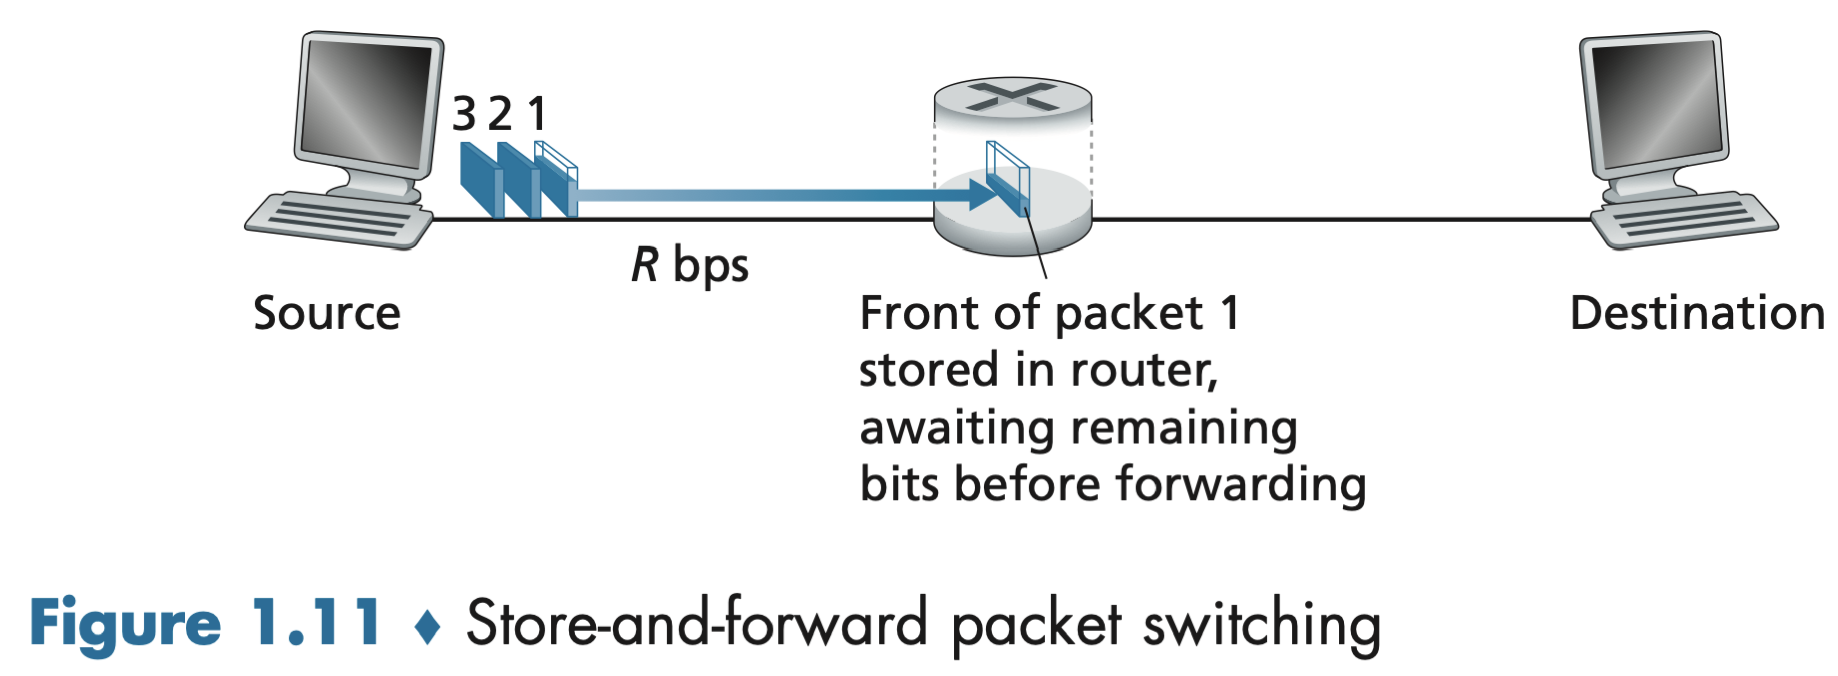 3 2 1
R bps
Source
Front of packet 1
stored in router,
awaiting remaining
bits before forwarding
Destination
Figure 1.11 ♦ Store-and-forward packet switching